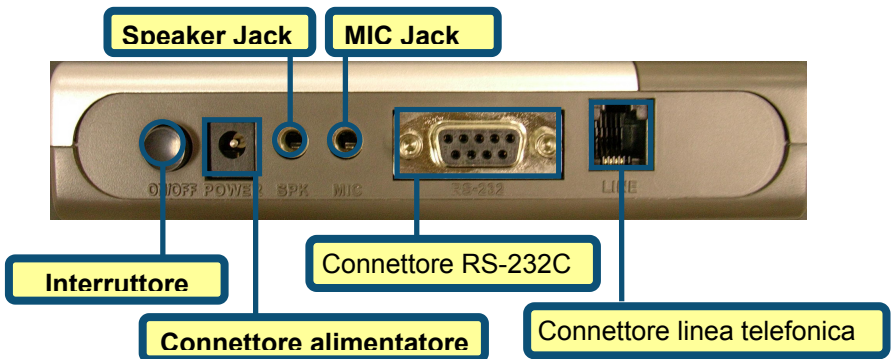 Speaker Jack
MIC Jack
ON/OFF POWER SPK MIC RS-232 LINE
Connettore RS-232C
Interruttore
Connettore linea telefonica
Connettore alimentatore